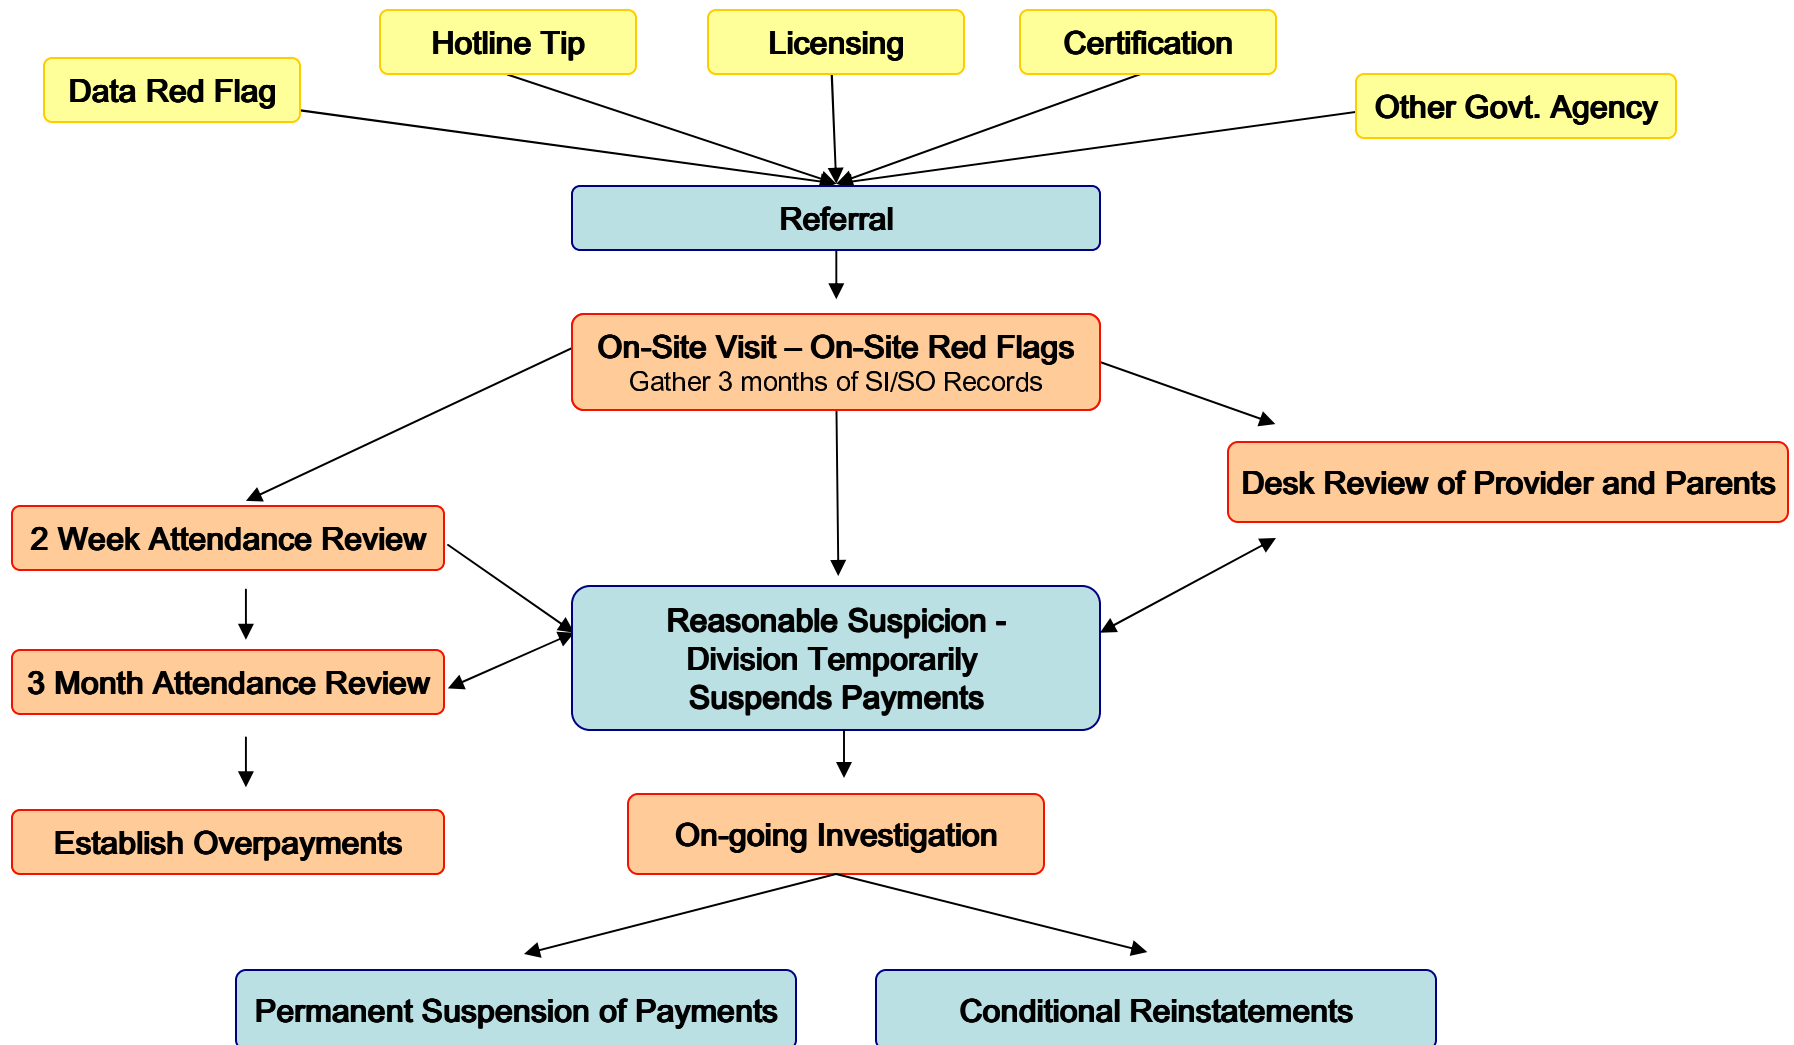 Hotline Tip
Licensing
Certification
Data Red Flag
Other Govt. Agency
Referral
On-Site Visit – On-Site Red Flags
Gather 3 months of SI/SO Records
Desk Review of Provider and Parents
2 Week Attendance Review
Reasonable Suspicion -
Division Temporarily
Suspends Payments
3 Month Attendance Review
Establish Overpayments
On-going Investigation
Permanent Suspension of Payments
Conditional Reinstatements